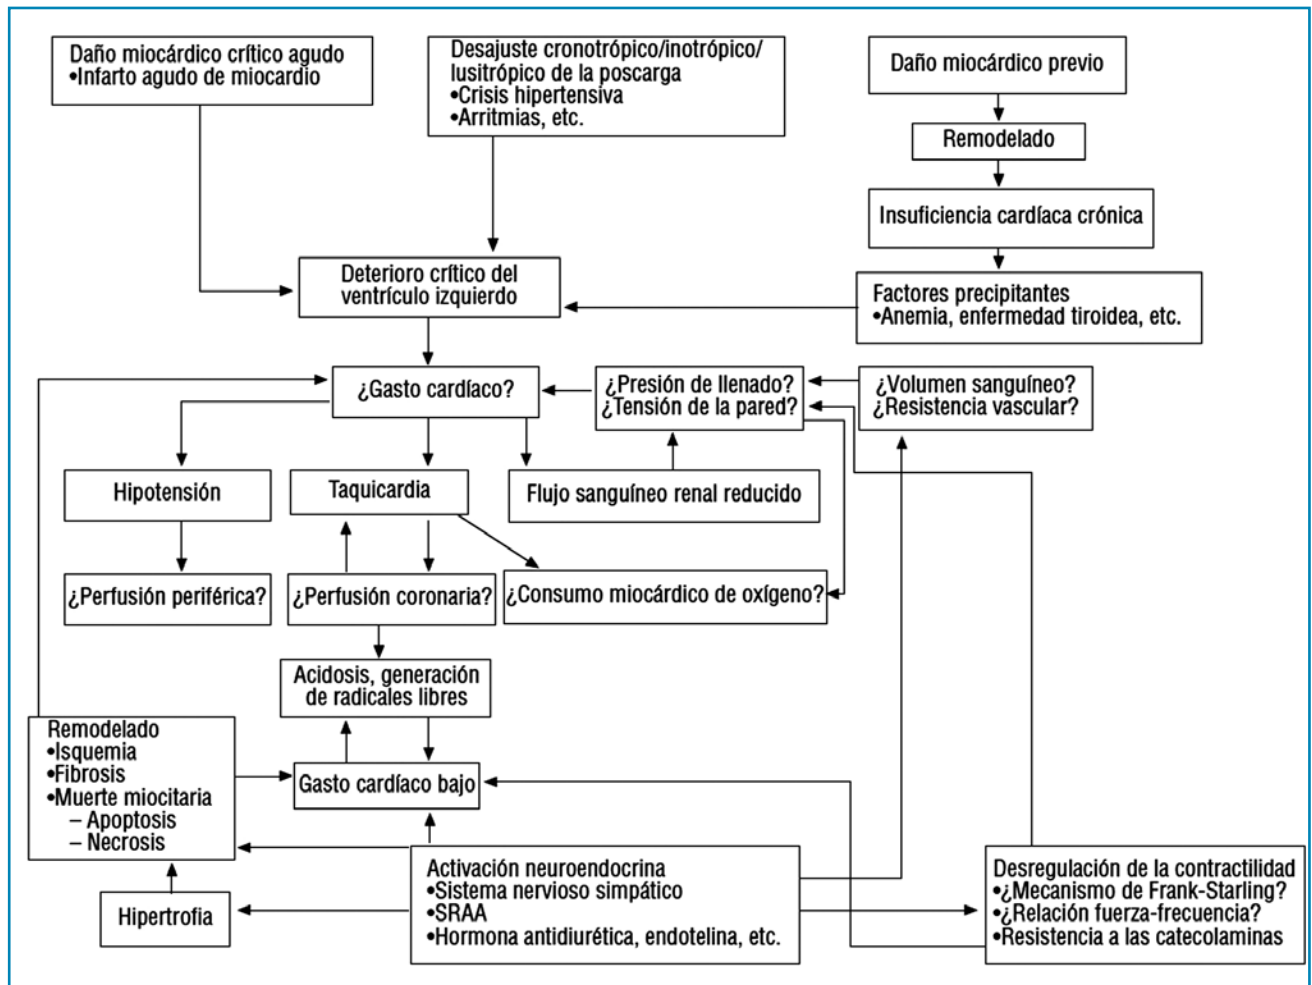 Daño miocárdico crítico agudo
•Infarto agudo de miocardio
Desajuste cronotrópico/inotrópico/
lusitrópico de la poscarga
•Crisis hipertensiva
•Arritmias, etc.
Daño miocárdico previo
Remodelado
Insuficiencia cardíaca crónica
Deterioro crítico del
ventrículo izquierdo
Factores precipitantes
•Anemia, enfermedad tiroidea, etc.
¿Gasto cardíaco?
¿Presión de llenado?
¿Tensión de la pared?
¿Volumen sanguíneo?
¿Resistencia vascular?
Hipotensión
Taquicardia
Flujo sanguíneo renal reducido
¿Perfusión periférica?
¿Perfusión coronaria?
¿Consumo miocárdico de oxígeno?
Acidosis, generación
de radicales libres
Remodelado
•Isquemia
•Fibrosis
•Muerte miocitaria
– Apoptosis
– Necrosis
Gasto cardíaco bajo
Hipertrofia
Activación neuroendocrina
•Sistema nervioso simpático
•SRAA
•Hormona antidiurética, endotelina, etc.
Desregulación de la contractilidad
•¿Mecanismo de Frank-Starling?
•¿Relación fuerza-frecuencia?
•Resistencia a las catecolaminas